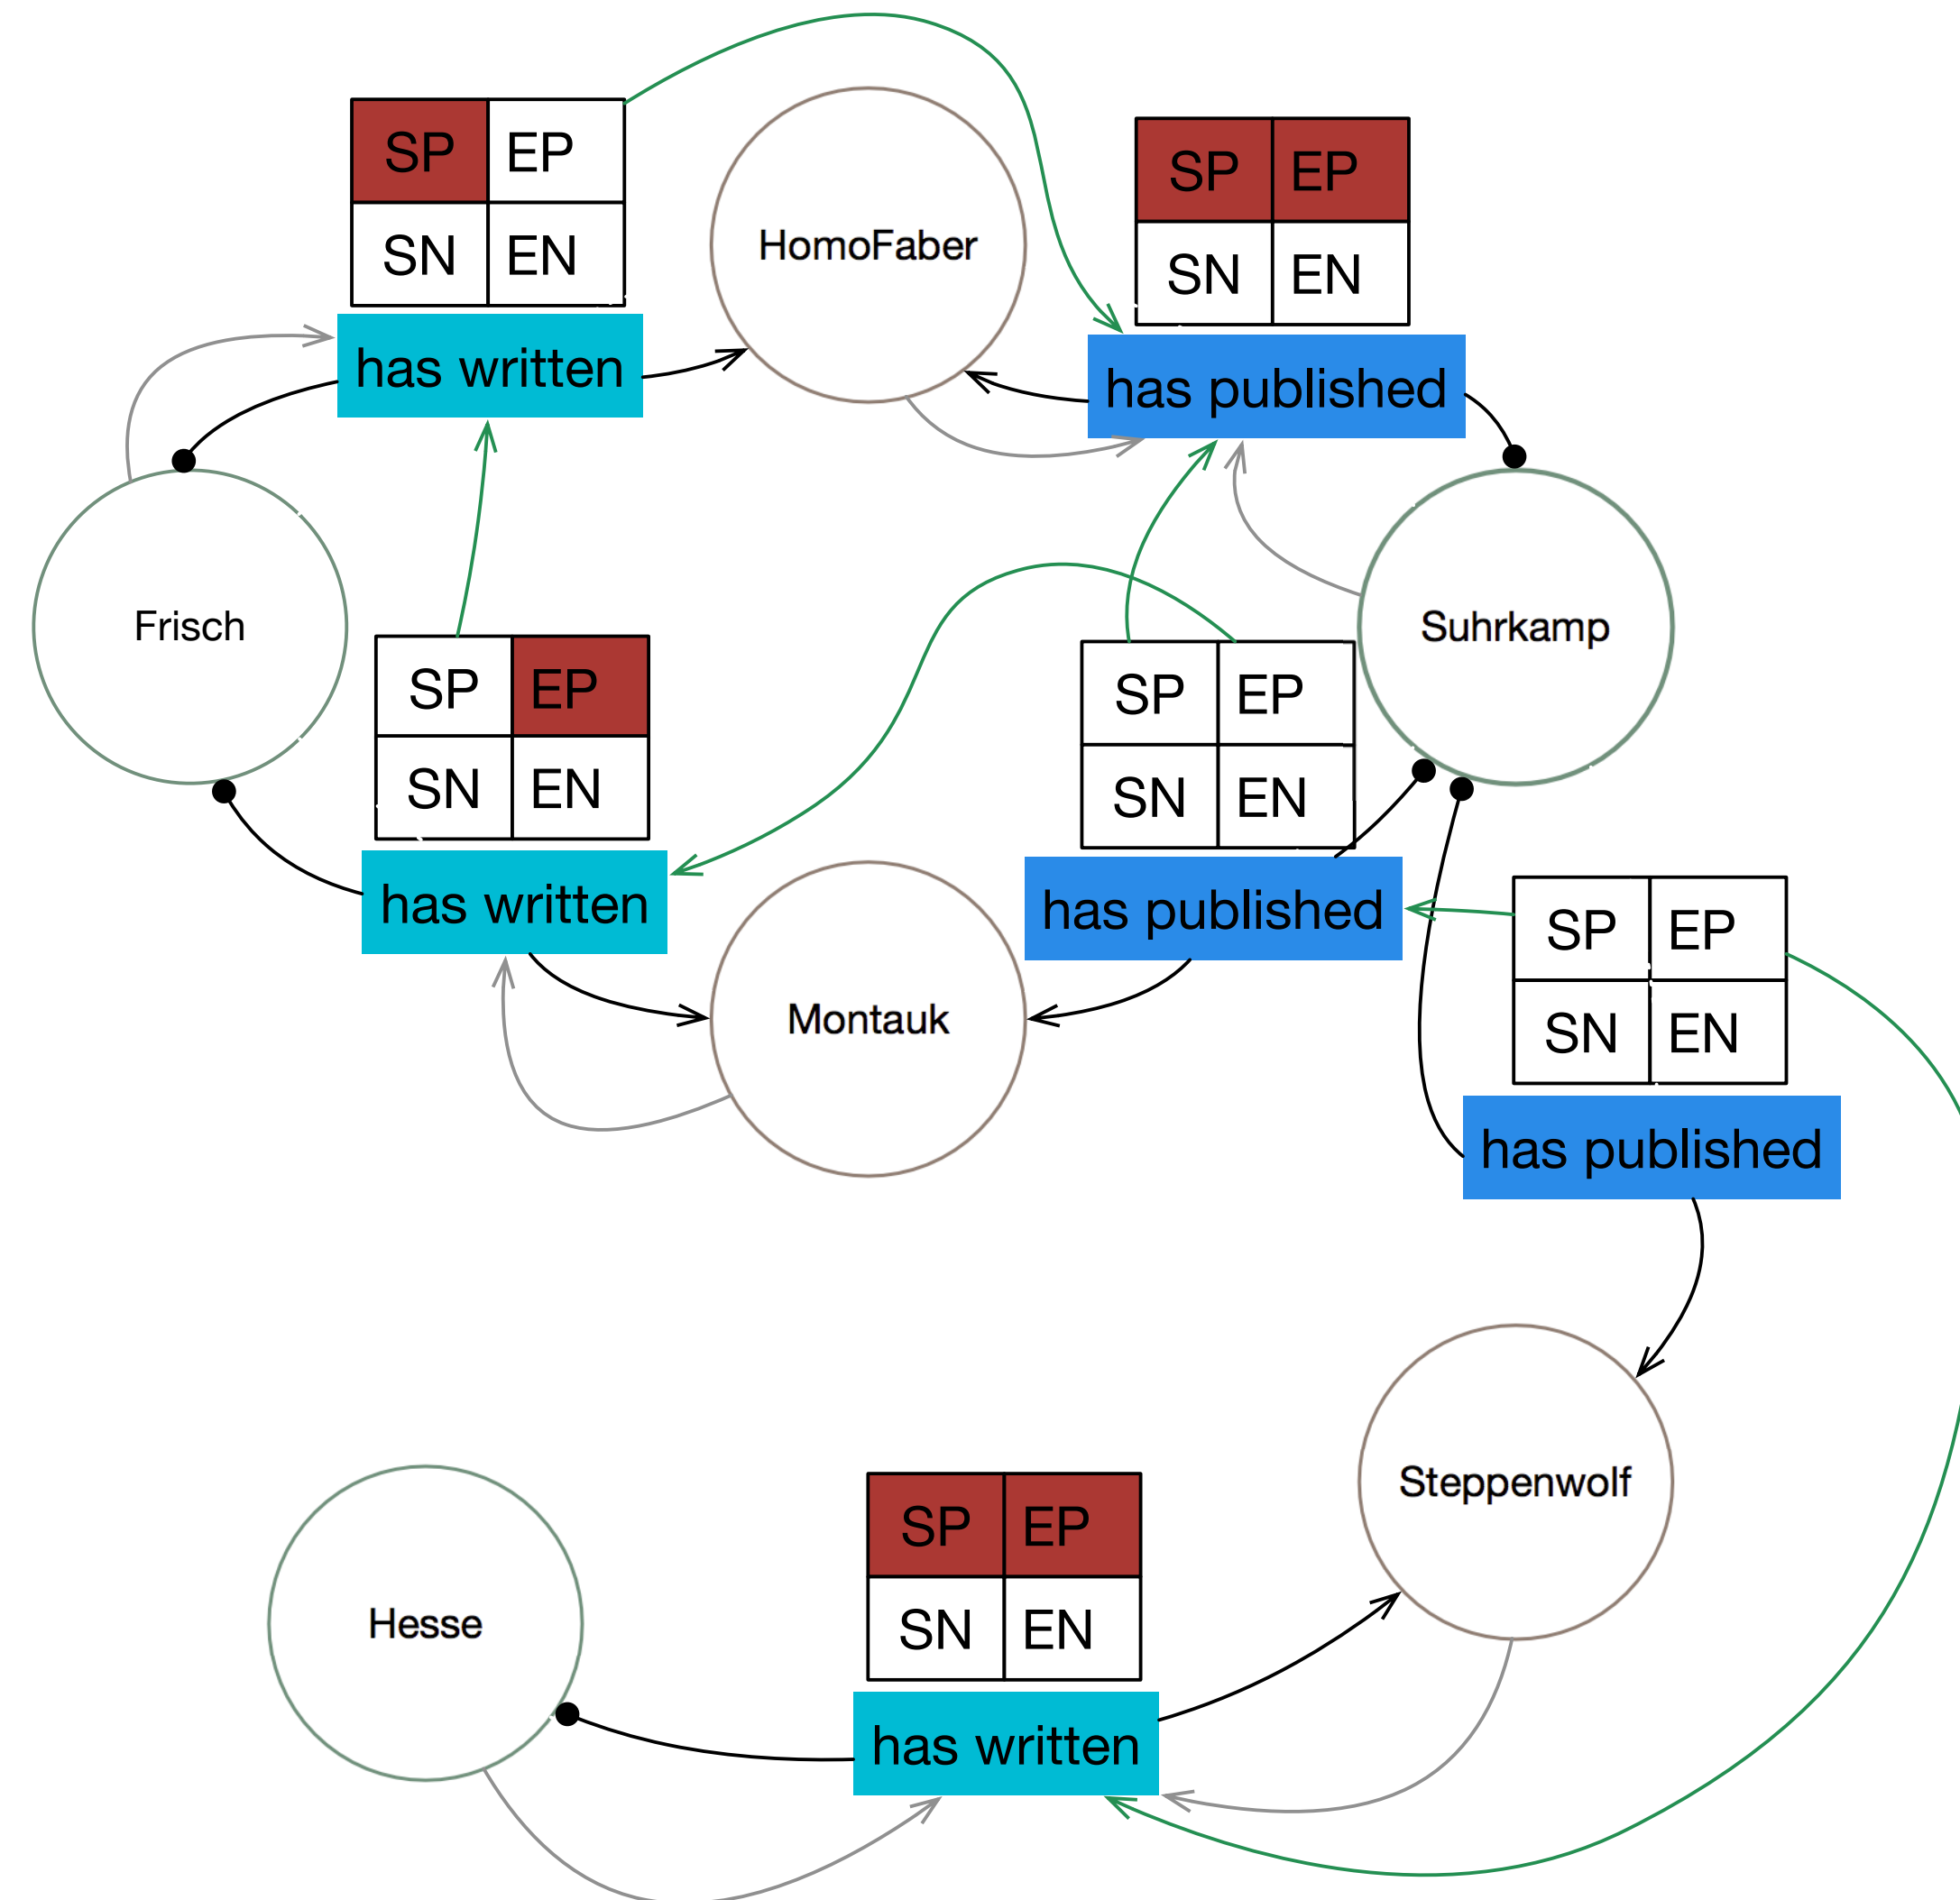 SP EP
SN EN
has written
HomoFaber
SP EP
SN EN
has published
Frisch
Suhrkamp
SP EP
SN EN
has written
SP EP
SN EN
has published
Montauk
SP EP
SN EN
has published
Steppenwolf
Hesse
SP EP
SN EN
has written